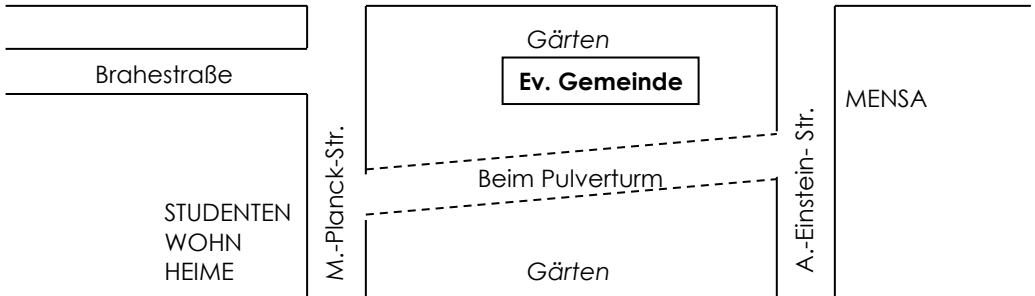 Gärten
Ev. Gemeinde
Brahestraße
MENSA
M.-Planck-Str.
Beim Pulverturm
A.-Einstein- Str.
STUDENTEN
WOHN
HEIME
Gärten